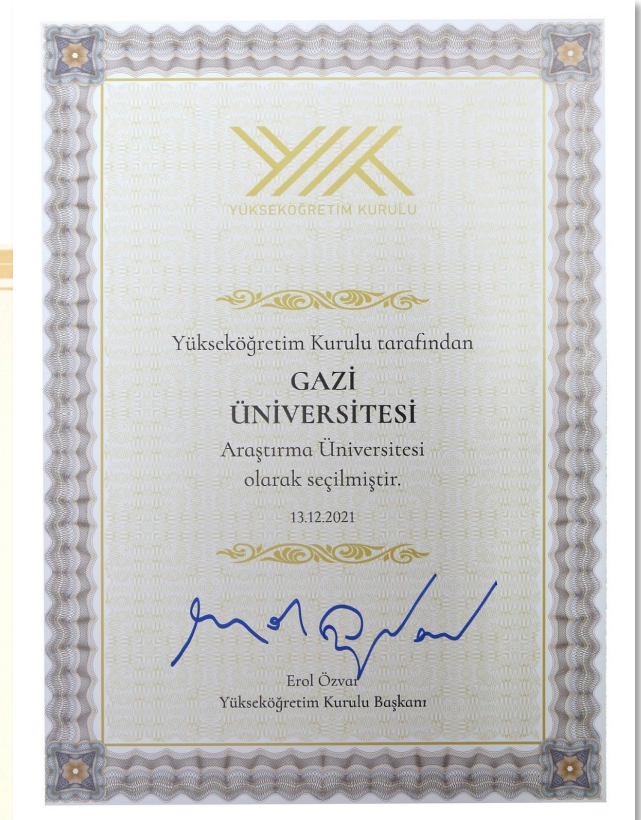 YÜKSEKÖĞRETİM KURULU
Yükseköğretim Kurulu tarafından
GAZİ
ÜNİVERSİTESİ
Araştırma Üniversitesi
olarak seçilmiştir.
13.12.2021
Erol Özvar
Yükseköğretim Kurulu Başkanı